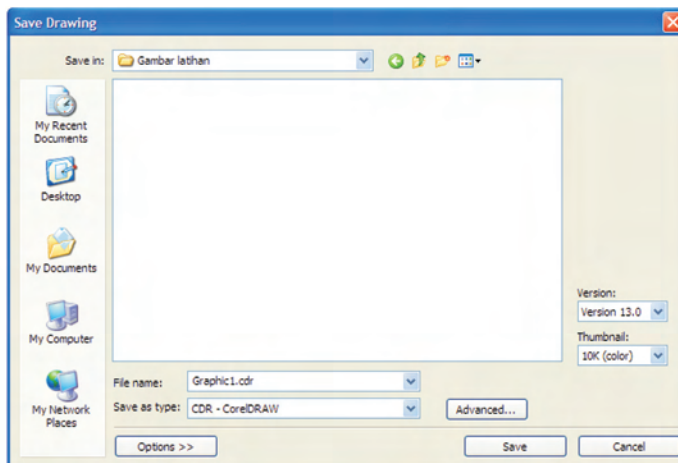 Save Drawing
Save in:
Gambar latihan
My Recent
Documents
Desktop
My Documents
My Computer
My Network
Places
Version:
Version 13.0
Thumbnail:
10K (color)
File name:
Graphic1.cdr
Save as type:
CDR - CorelDRAW
Advanced...
Options >>
Save
Cancel